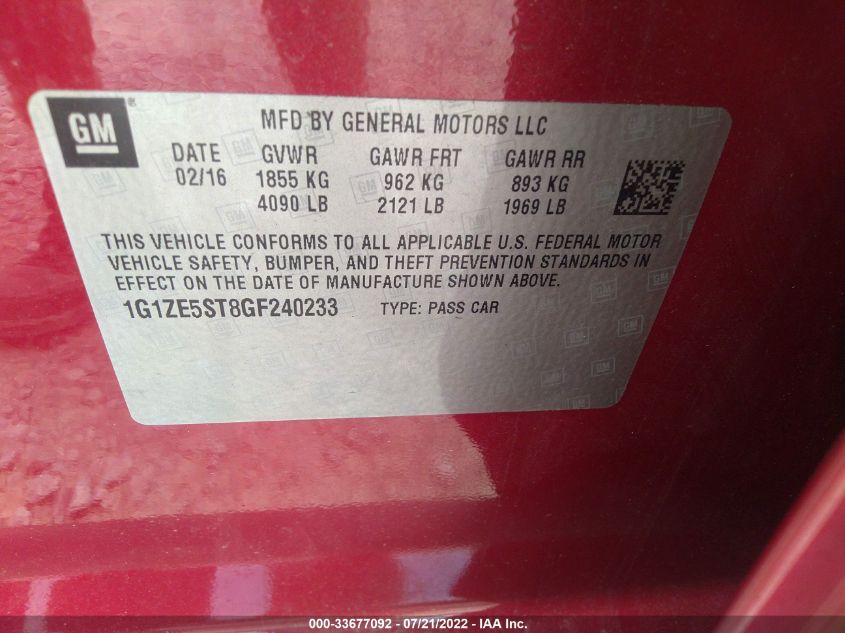 GM
MFD BY GENERAL MOTORS LLC
DATE GVWR GAWR FRT GAWR RR
02/16 1855 KG 962 KG 893 KG
4090 LB 2121 LB 1969 LB
THIS VEHICLE CONFORMS TO ALL APPLICABLE U.S. FEDERAL MOTOR
VEHICLE SAFETY, BUMPER, AND THEFT PREVENTION STANDARDS IN
EFFECT ON THE DATE OF MANUFACTURE SHOWN ABOVE.
1G1ZE5ST8GF240233 TYPE: PASS CAR
000-33677092 - 07/21/2022 - IAA Inc.